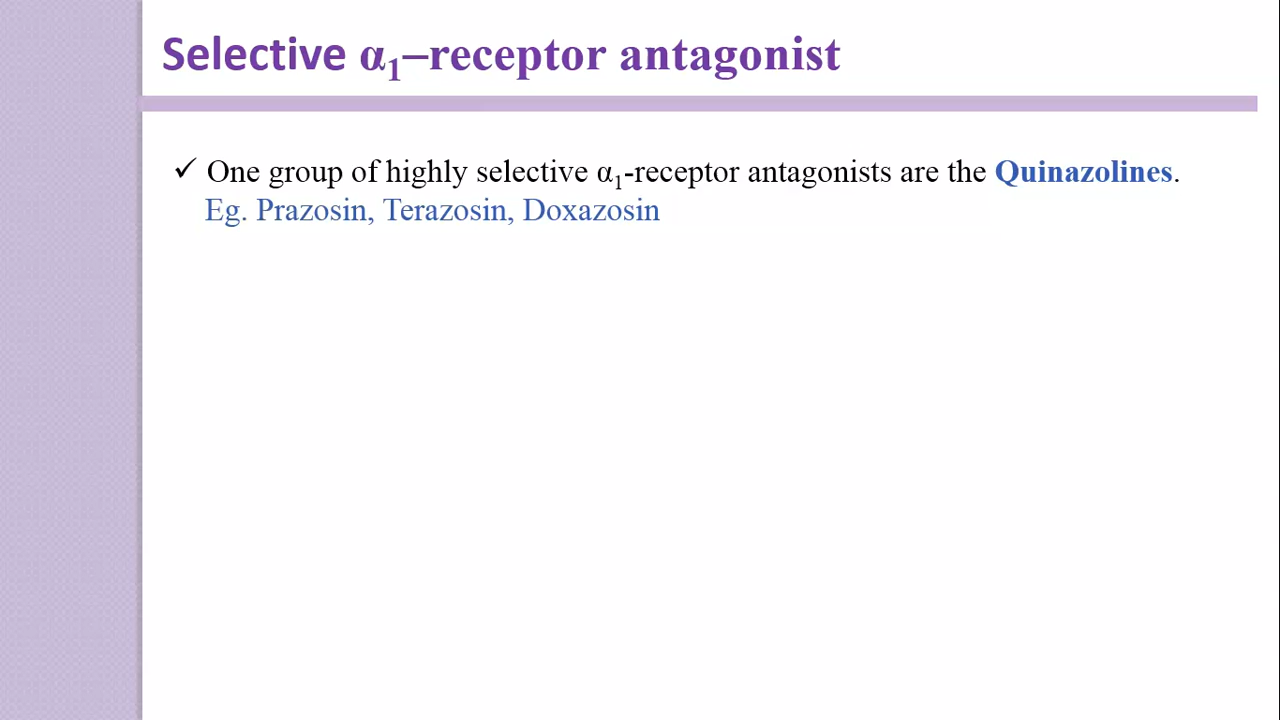 Selective α₁–receptor antagonist
✓ One group of highly selective α₁-receptor antagonists are the Quinazolines.
Eg. Prazosin, Terazosin, Doxazosin